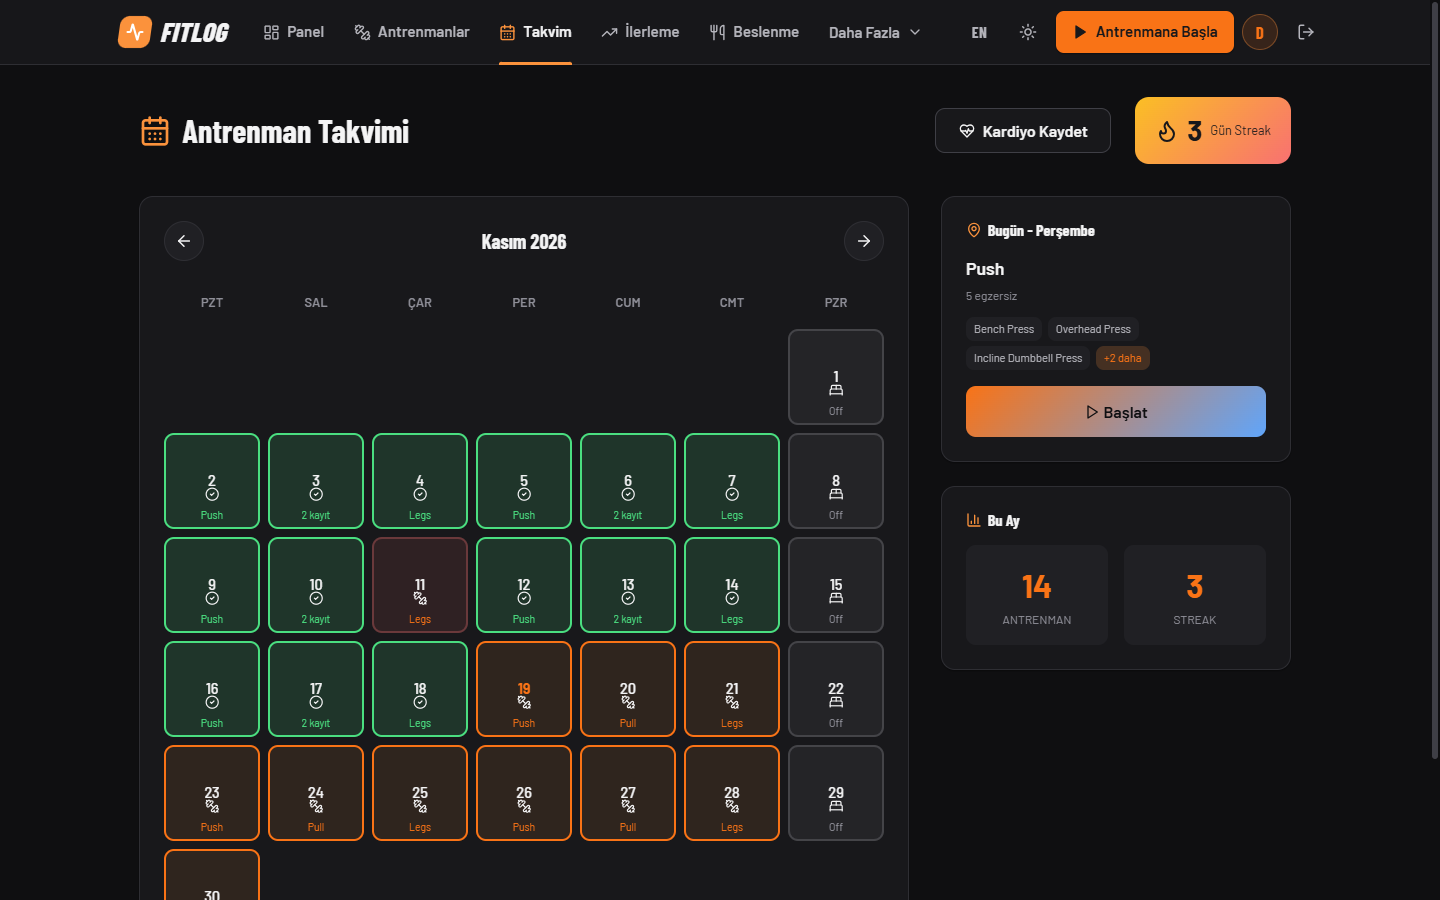 FITLOG
Panel
Antrenmanlar
Takvim
İlerleme
Beslenme
Daha Fazla
EN
Antrenmana Başla
D
Antrenman Takvimi
Kardiyo Kaydet
3 Gün Streak
Kasım 2026
PZT SAL ÇAR PER CUM CMT PZR
1
Off
2 3 4 5 6 7 8
Push 2 kayıt Legs Push 2 kayıt Legs Off
9 10 11 12 13 14 15
Push 2 kayıt Legs Push 2 kayıt Legs Off
16 17 18 19 20 21 22
Push 2 kayıt Legs Push Pull Legs Off
23 24 25 26 27 28 29
Push Pull Legs Push Pull Legs Off
30
Bugün - Perşembe
Push
5 egzersiz
Bench Press Overhead Press
Incline Dumbbell Press +2 daha
Başlat
Bu Ay
14 3
ANTRENMAN STREAK